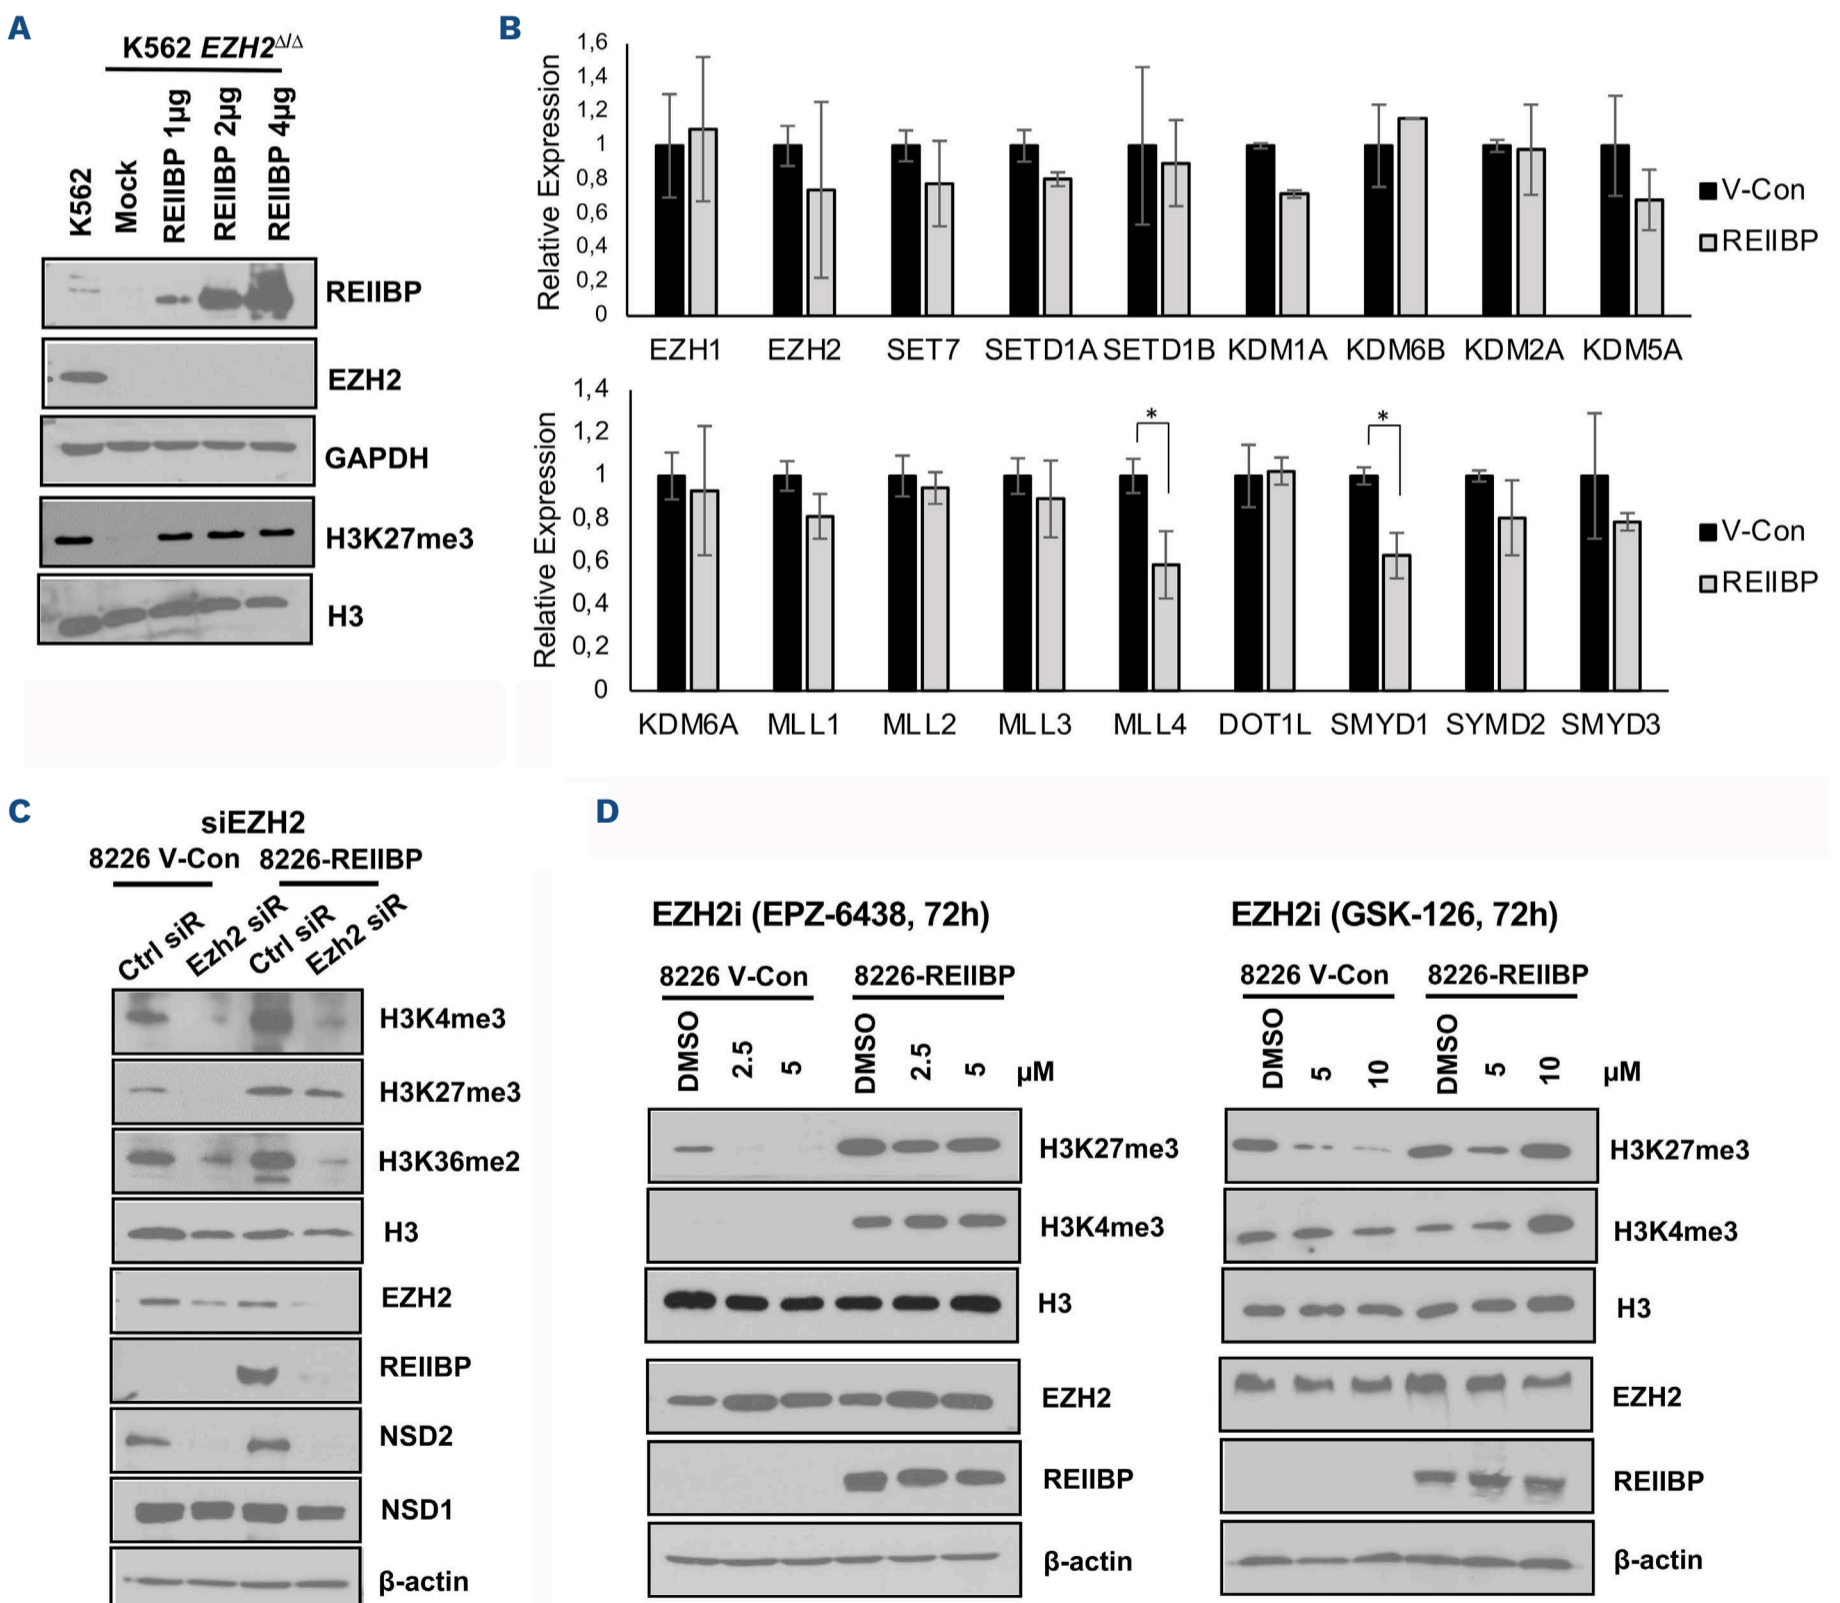 A
K562 EZH2Δ/Δ
K562
Mock
REIIBP 1µg
REIIBP 2µg
REIIBP 4µg
REIIBP
EZH2
GAPDH
H3K27me3
H3
B
Relative Expression
1,6
1,4
1,2
1
0,8
0,6
0,4
0,2
0
EZH1 EZH2 SET7 SETD1A SETD1B KDM1A KDM6B KDM2A KDM5A
V-Con
REIIBP
Relative Expression
1,4
1,2
1
0,8
0,6
0,4
0,2
0
* *
KDM6A MLL1 MLL2 MLL3 MLL4 DOT1L SMYD1 SYMD2 SMYD3
V-Con
REIIBP
C
siEZH2
8226 V-Con 8226-REIIBP
Ctrl siR Ezh2 siR Ctrl siR Ezh2 siR
H3K4me3
H3K27me3
H3K36me2
H3
EZH2
REIIBP
NSD2
NSD1
β-actin
D
EZH2i (EPZ-6438, 72h)
8226 V-Con 8226-REIIBP
DMSO 2.5 5 DMSO 2.5 5 µM
H3K27me3
H3K4me3
H3
EZH2
REIIBP
β-actin
EZH2i (GSK-126, 72h)
8226 V-Con 8226-REIIBP
DMSO 5 10 DMSO 5 10 µM
H3K27me3
H3K4me3
H3
EZH2
REIIBP
β-actin